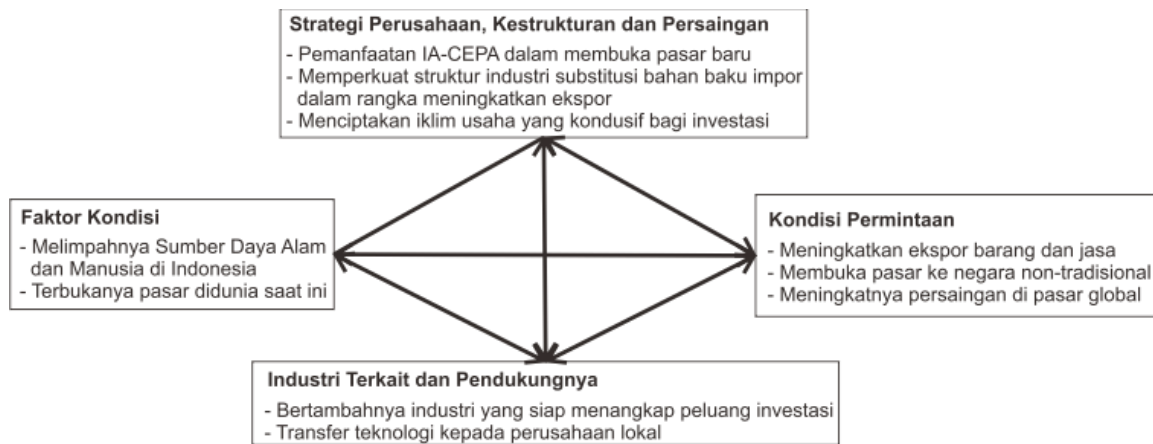 Strategi Perusahaan, Kestrukturan dan Persaingan
- Pemanfaatan IA-CEPA dalam membuka pasar baru
- Memperkuat struktur industri substitusi bahan baku impor
dalam rangka meningkatkan ekspor
- Menciptakan iklim usaha yang kondusif bagi investasi
Faktor Kondisi
- Melimpahnya Sumber Daya Alam
dan Manusia di Indonesia
- Terbukanya pasar didunia saat ini
Kondisi Permintaan
- Meningkatkan ekspor barang dan jasa
- Membuka pasar ke negara non-tradisional
- Meningkatnya persaingan di pasar global
Industri Terkait dan Pendukungnya
- Bertambahnya industri yang siap menangkap peluang investasi
- Transfer teknologi kepada perusahaan lokal